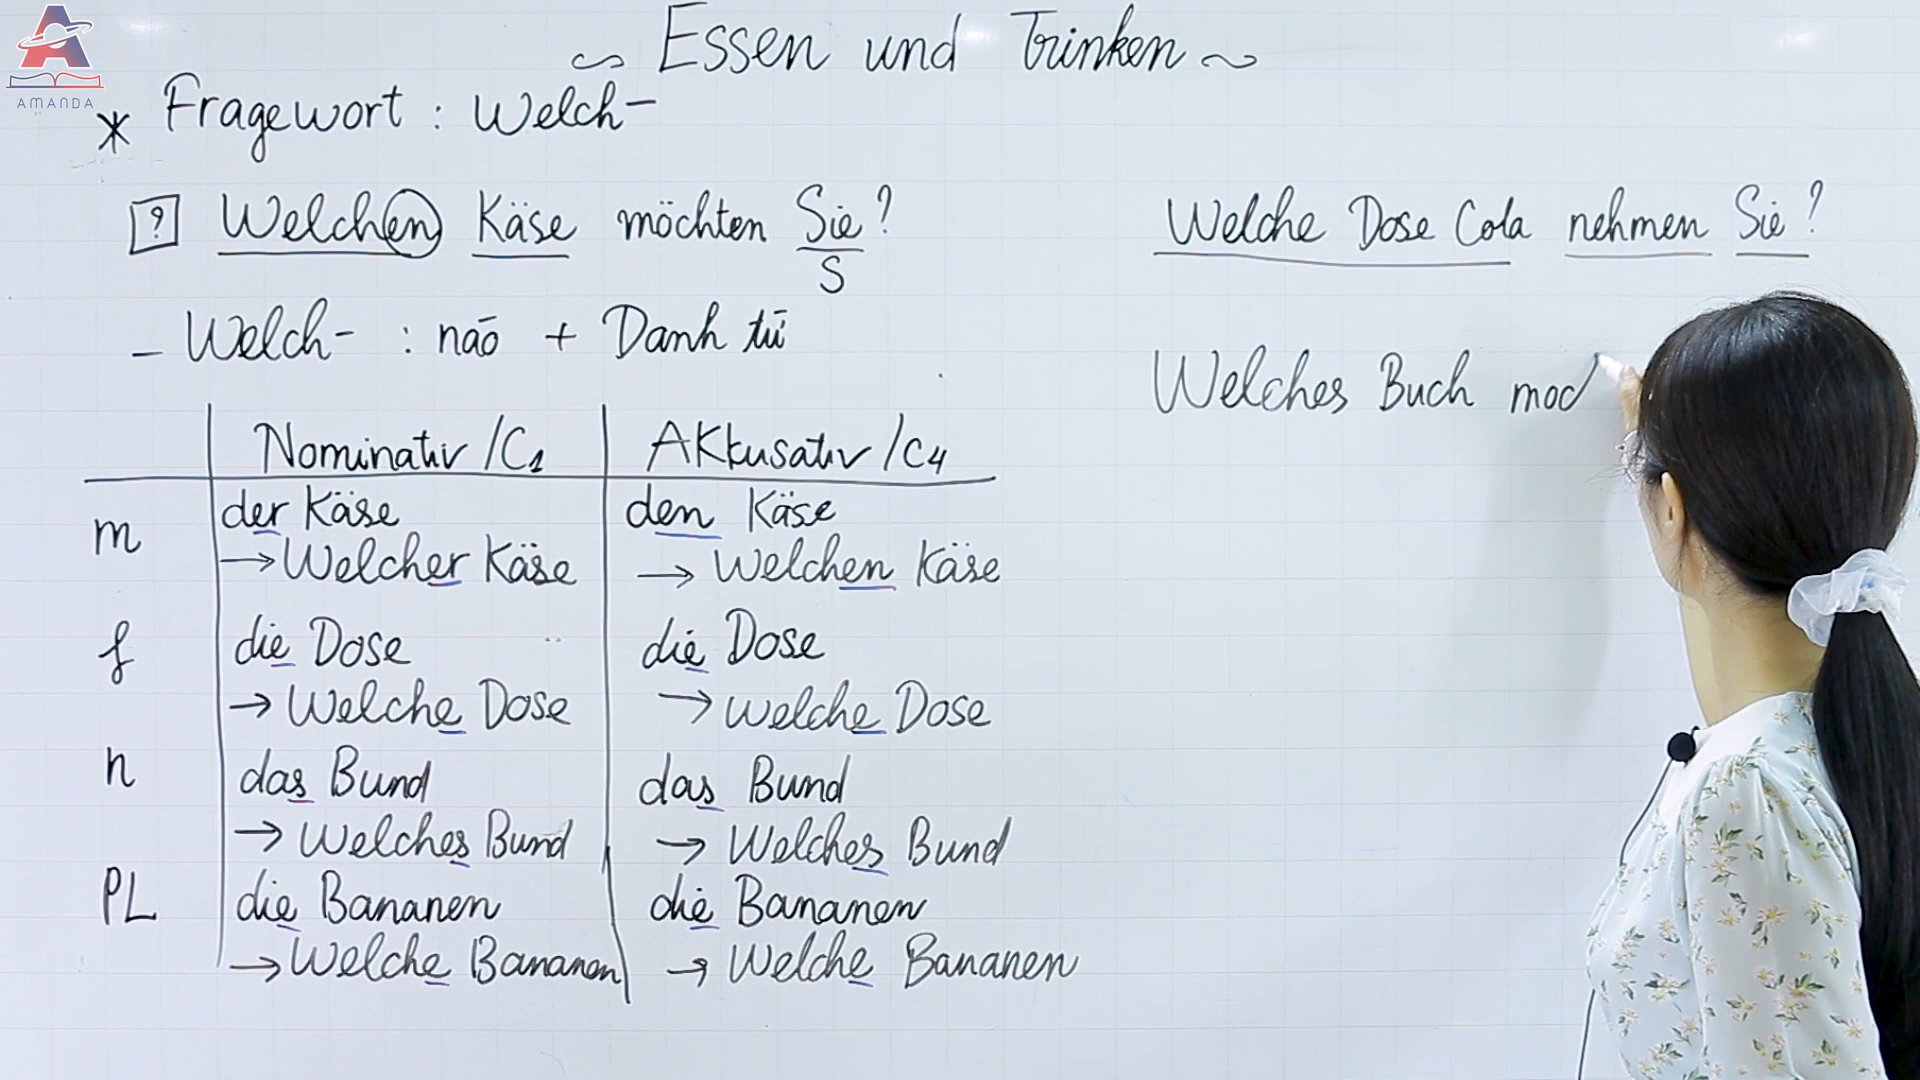 AMANDA
~ Essen und Trinken ~
* Fragewort : Welch-
? Welchen Käse möchten Sie?
S
- Welch- : nào + Danh từ
Nominativ /C1 Akkusativ /C4
m der Käse den Käse
→ Welcher Käse → Welchen Käse
f die Dose die Dose
→ Welche Dose → Welche Dose
n das Bund das Bund
→ Welches Bund → Welches Bund
PL die Bananen die Bananen
→ Welche Bananen → Welche Bananen
Welche Dose Cola nehmen Sie?
Welches Buch moc